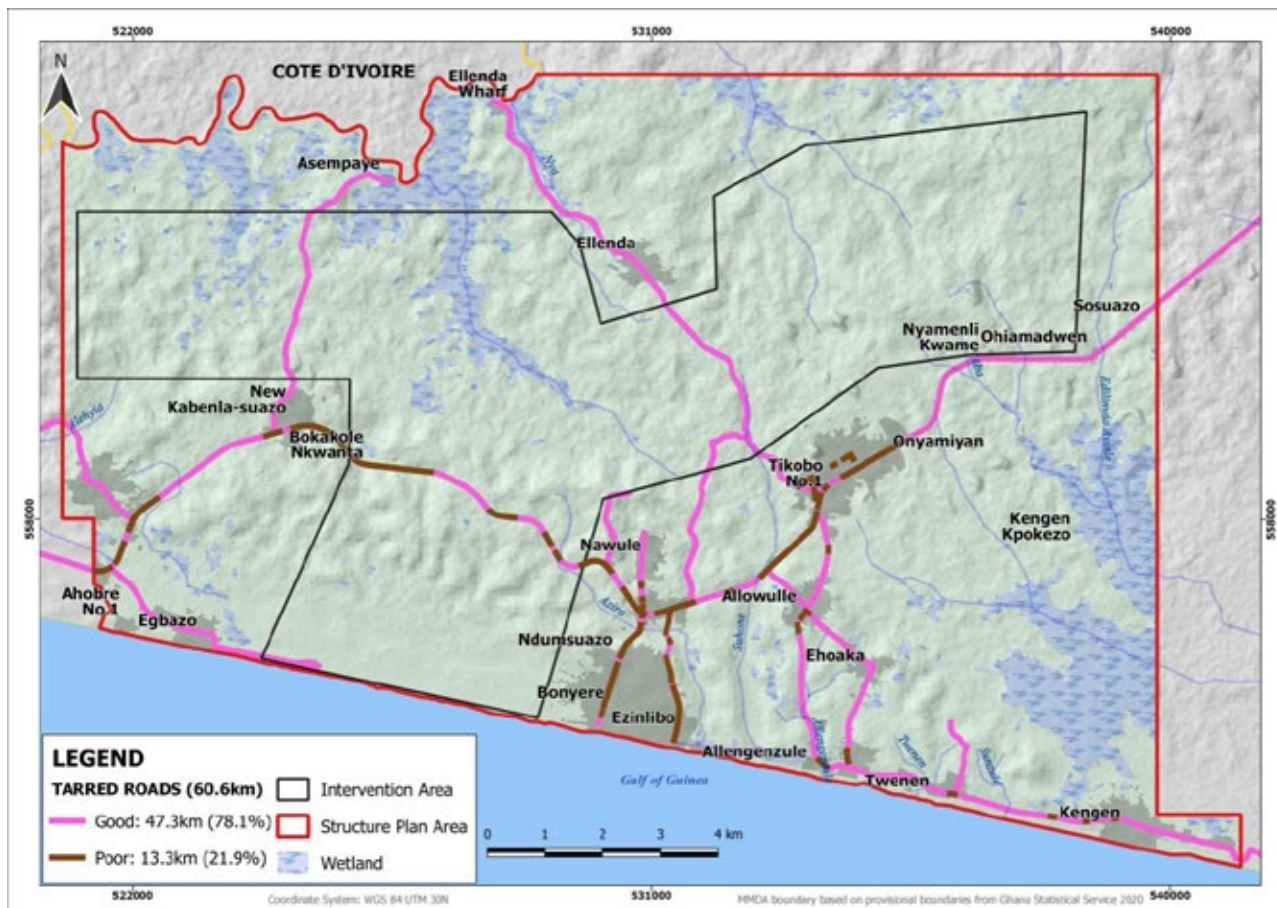 522000
531000
540000
N
COTE D'IVOIRE
Ellenda
Wharf
Asempaye
Nyg
Ellenda
Sosuazo
Nyamenli
Kwame
Ohiamadwen
New
Kabenla-suazo
Alehyia
Bokakole
Nkwanta
Onyamiyan
Tikobo
No.1
558000
558000
Kengen
Kpokezo
Nawule
Ahobre
No.1
Allowulle
Egbazo
Ndumsuazo
Ehoaka
Bonyere
Ezinlibo
Allengenzule
Twenen
Twenen
Gulf of Guinea
Kengen
LEGEND
TARRED ROADS (60.6km)
Good: 47.3km (78.1%)
Poor: 13.3km (21.9%)
Intervention Area
Structure Plan Area
Wetland
0 1 2 3 4 km
522000
531000
540000
Coordinate System: WGS 84 UTM 30N
MMDA boundary based on provisional boundaries from Ghana Statistical Service 2020